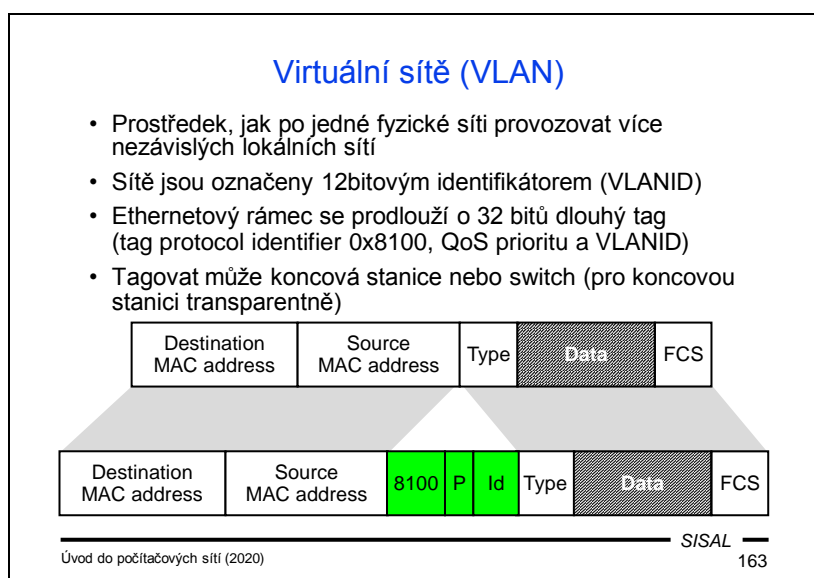 Virtuální sítě (VLAN)
• Prostředek, jak po jedné fyzické síti provozovat více
nezávislých lokálních sítí
• Sítě jsou označeny 12bitovým identifikátorem (VLANID)
• Ethernetový rámec se prodlouží o 32 bitů dlouhý tag
(tag protocol identifier 0x8100, QoS prioritu a VLANID)
• Tagovat může koncová stanice nebo switch (pro koncovou
stanici transparentně)
Destination
MAC address
Source
MAC address
Type
Data
FCS
Destination
MAC address
Source
MAC address
8100
P
Id
Type
Data
FCS
SISAL
Úvod do počítačových sítí (2020)
163